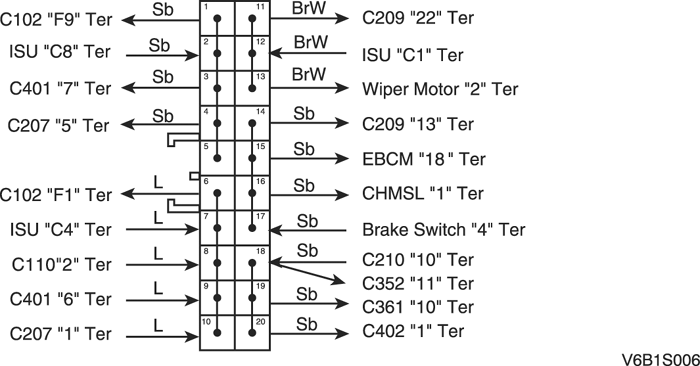 C102 "F9" Ter Sb 1 11 BrW C209 "22" Ter
ISU "C8" Ter Sb 2 12 BrW ISU "C1" Ter
C401 "7" Ter Sb 3 13 BrW Wiper Motor "2" Ter
C207 "5" Ter Sb 4 14 Sb C209 "13" Ter
5 15 Sb EBCM "18" Ter
C102 "F1" Ter L 6 16 Sb CHMSL "1" Ter
ISU "C4" Ter L 7 17 Sb Brake Switch "4" Ter
C110"2" Ter L 8 18 Sb C210 "10" Ter
C352 "11" Ter
C401 "6" Ter L 9 19 Sb C361 "10" Ter
C207 "1" Ter L 10 20 Sb C402 "1" Ter
V6B1S006